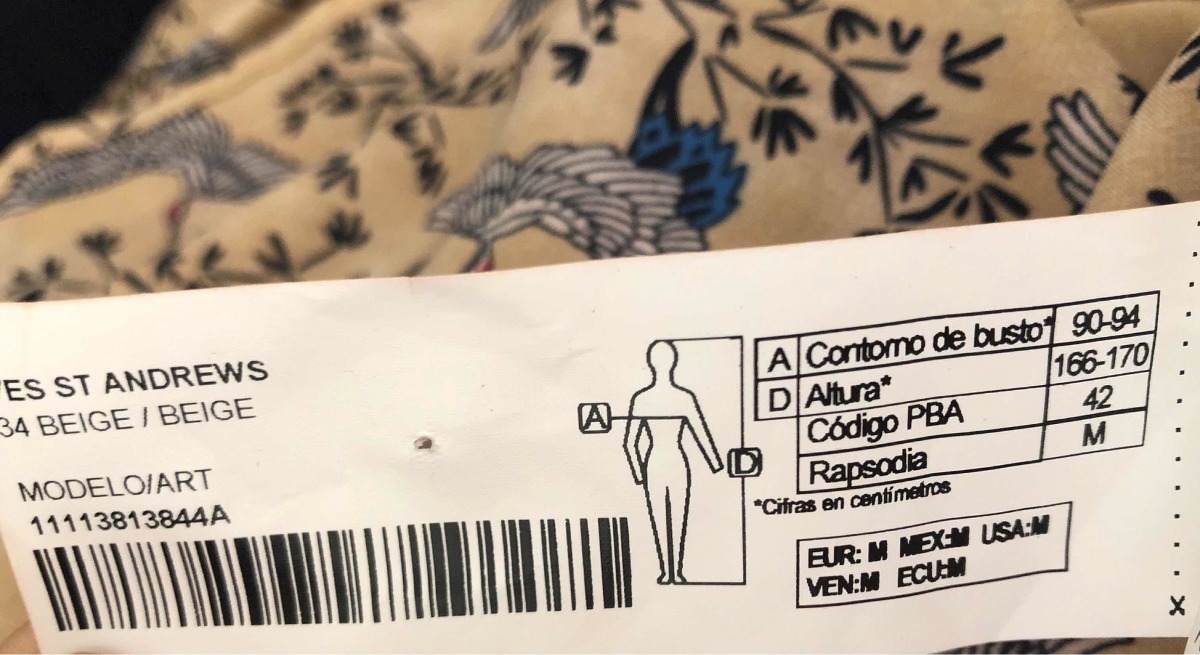 ES ST ANDREWS
34 BEIGE / BEIGE
MODELO/ART
11113813844A
A
D
A Contorno de busto* 90-94
D Altura* 166-170
Código PBA 42
Rapsodia M
*Cifras en centímetros
EUR: M MEX:M USA:M
VEN:M ECU:M
X